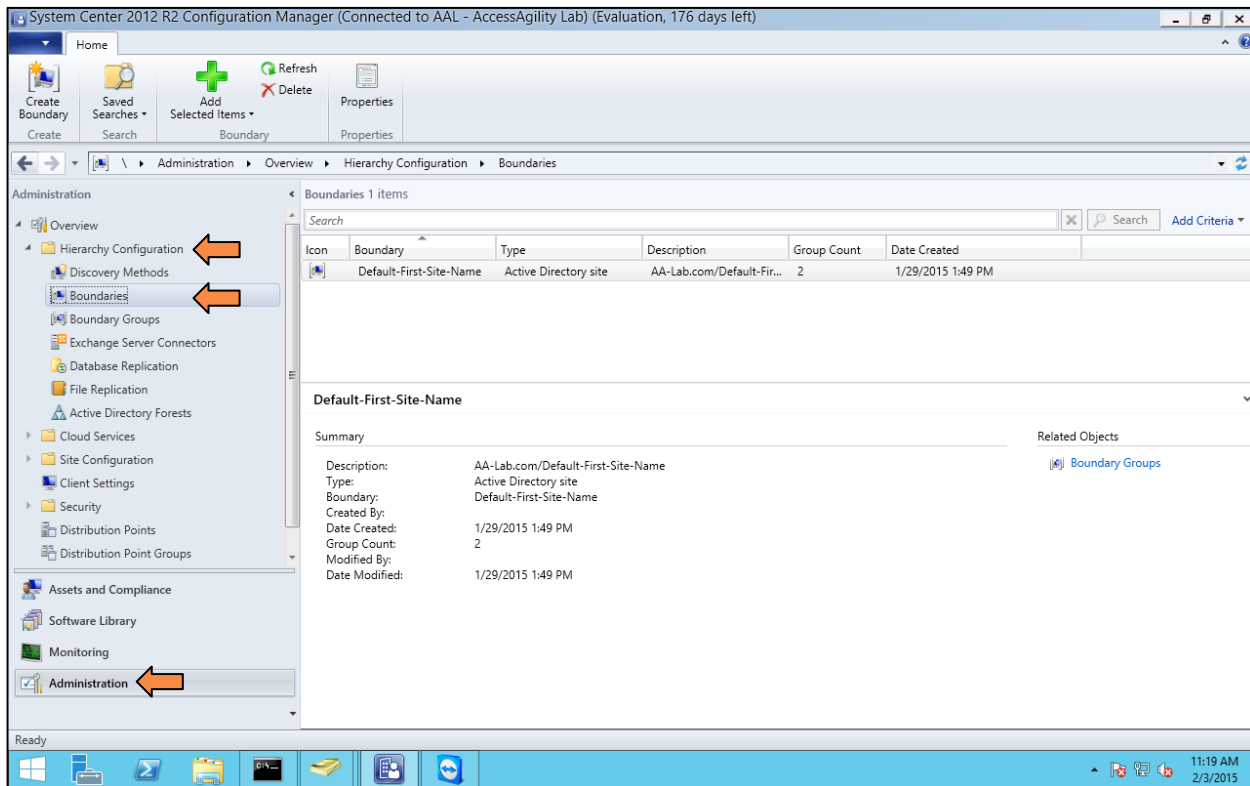 System Center 2012 R2 Configuration Manager (Connected to AAL - AccessAgility Lab) (Evaluation, 176 days left)
Home
Create Boundary
Saved Searches
Add Selected Items
Refresh
Delete
Properties
Create
Search
Boundary
Properties
\ Administration Overview Hierarchy Configuration Boundaries
Administration
Overview
Hierarchy Configuration
Discovery Methods
Boundaries
Boundary Groups
Exchange Server Connectors
Database Replication
File Replication
Active Directory Forests
Cloud Services
Site Configuration
Client Settings
Security
Distribution Points
Distribution Point Groups
Assets and Compliance
Software Library
Monitoring
Administration
Boundaries 1 items
Search
Search
Add Criteria
Icon Boundary Type Description Group Count Date Created
Default-First-Site-Name Active Directory site AA-Lab.com/Default-Fir... 2 1/29/2015 1:49 PM
Default-First-Site-Name
Summary
Description: AA-Lab.com/Default-First-Site-Name
Type: Active Directory site
Boundary: Default-First-Site-Name
Created By:
Date Created: 1/29/2015 1:49 PM
Group Count: 2
Modified By:
Date Modified: 1/29/2015 1:49 PM
Related Objects
Boundary Groups
Ready
C:\
11:19 AM
2/3/2015